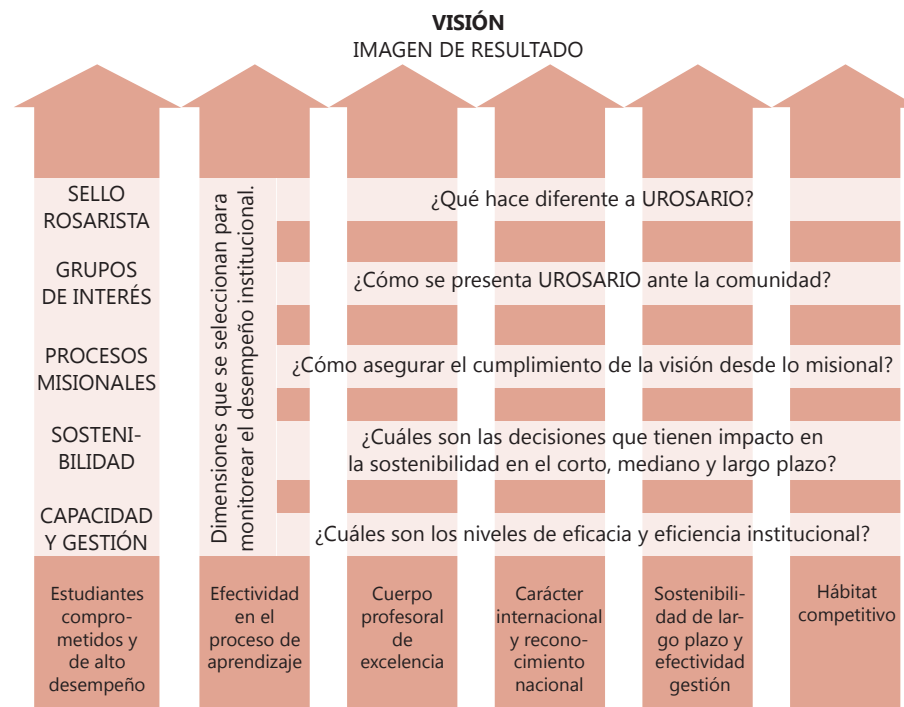 VISIÓN
IMAGEN DE RESULTADO
SELLO
ROSARISTA
GRUPOS
DE INTERÉS
PROCESOS
MISIONALES
SOSTENI-
BILIDAD
CAPACIDAD
Y GESTIÓN
Dimensiones que se seleccionan para
monitorear el desempeño institucional.
¿Qué hace diferente a UROSARIO?
¿Cómo se presenta UROSARIO ante la comunidad?
¿Cómo asegurar el cumplimiento de la visión desde lo misional?
¿Cuáles son las decisiones que tienen impacto en
la sostenibilidad en el corto, mediano y largo plazo?
¿Cuáles son los niveles de eficacia y eficiencia institucional?
Estudiantes
compro-
metidos y
de alto
desempeño
Efectividad
en el
proceso de
aprendizaje
Cuerpo
profesoral
de
excelencia
Carácter
internacional
y recono-
cimiento
nacional
Sostenibili-
dad de lar-
go plazo y
efectividad
gestión
Hábitat
competitivo